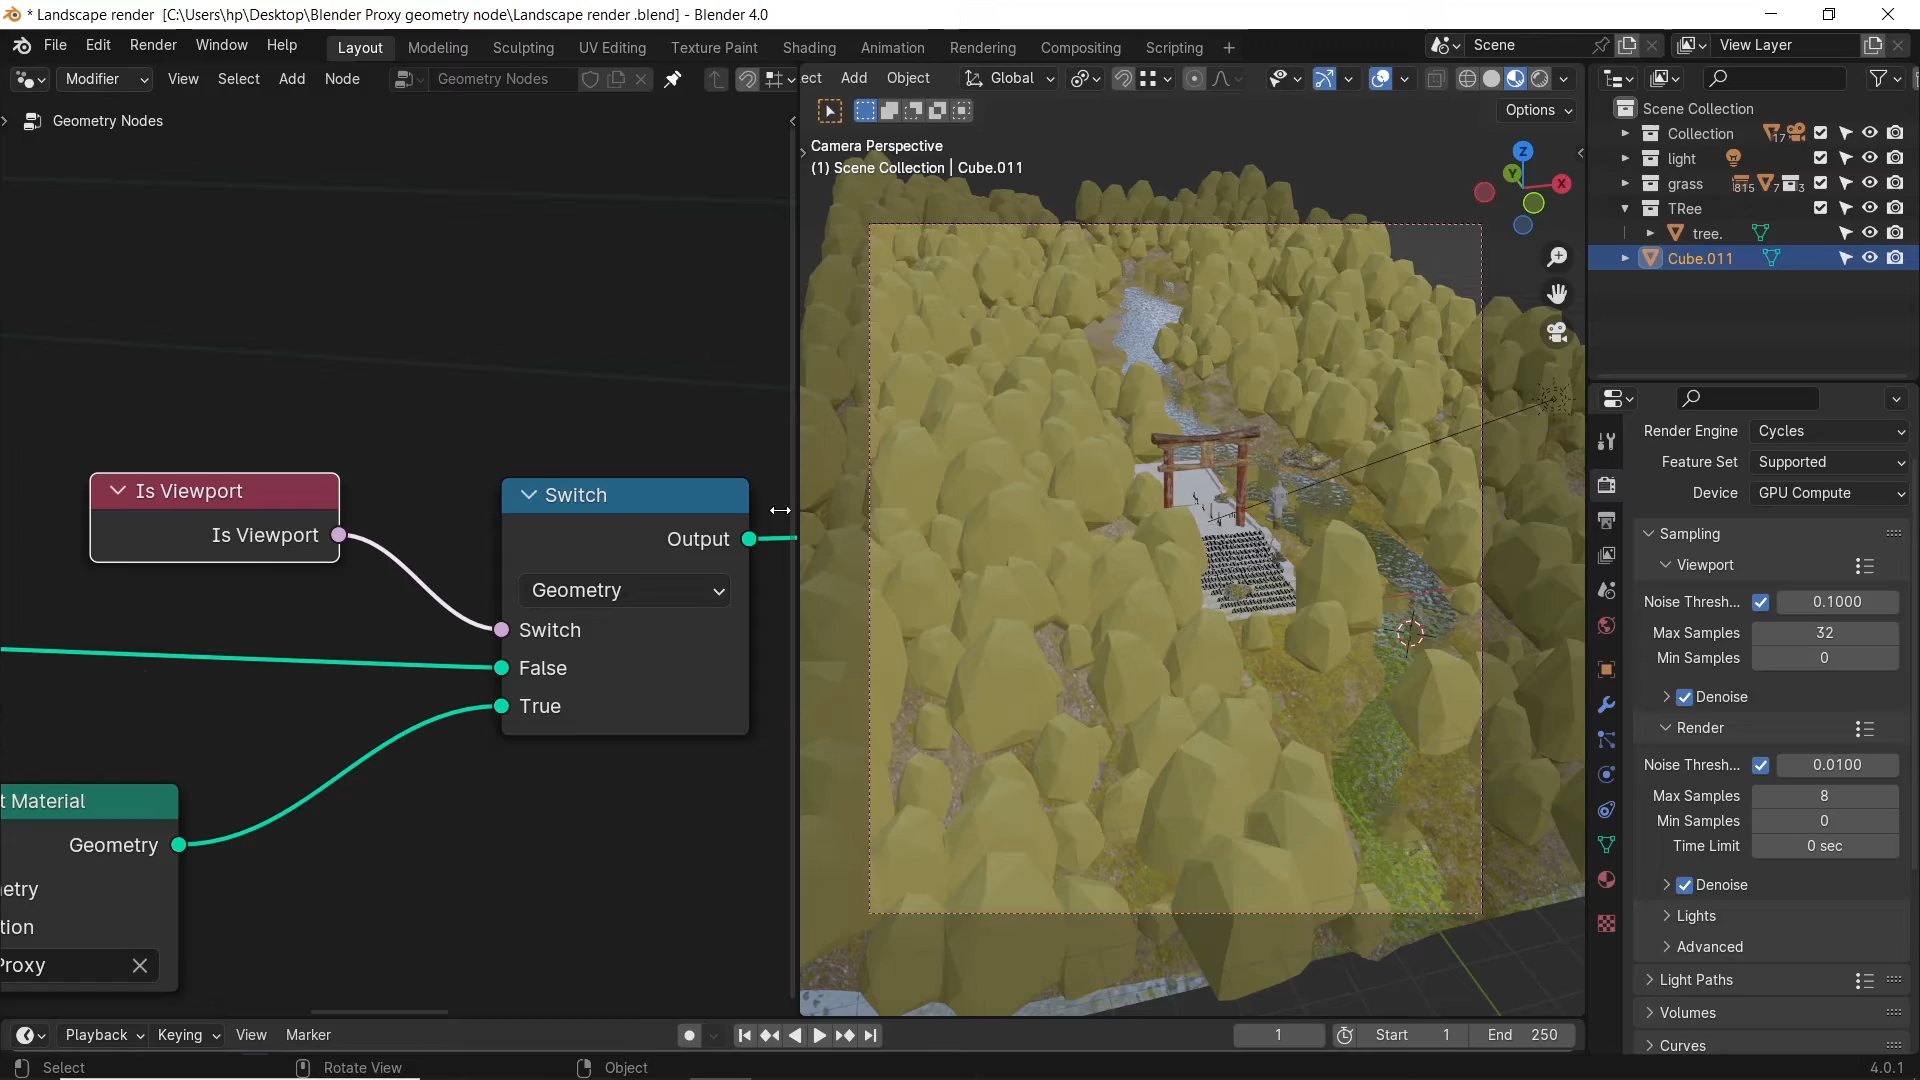 * Landscape render [C:\Users\hp\Desktop\Blender Proxy geometry node\Landscape render .blend] - Blender 4.0
File Edit Render Window Help Layout Modeling Sculpting UV Editing Texture Paint Shading Animation Rendering Compositing Scripting + Scene View Layer
Modifier View Select Add Node Geometry Nodes ect Add Object Global
Options
Geometry Nodes
Camera Perspective
(1) Scene Collection | Cube.011
Z
Y
X
Scene Collection
Collection 17
light
grass 815 7 3
TRee
tree.
Cube.011
Is Viewport
Is Viewport
Switch
Output
Geometry
Switch
False
True
t Material
Geometry
etry
tion
Proxy
Render Engine Cycles
Feature Set Supported
Device GPU Compute
Sampling
Viewport
Noise Thresh... 0.1000
Max Samples 32
Min Samples 0
Denoise
Render
Noise Thresh... 0.0100
Max Samples 8
Min Samples 0
Time Limit 0 sec
Denoise
Lights
Advanced
Light Paths
Volumes
Curves
Playback Keying View Marker 1 Start 1 End 250
Select Rotate View Object 4.0.1